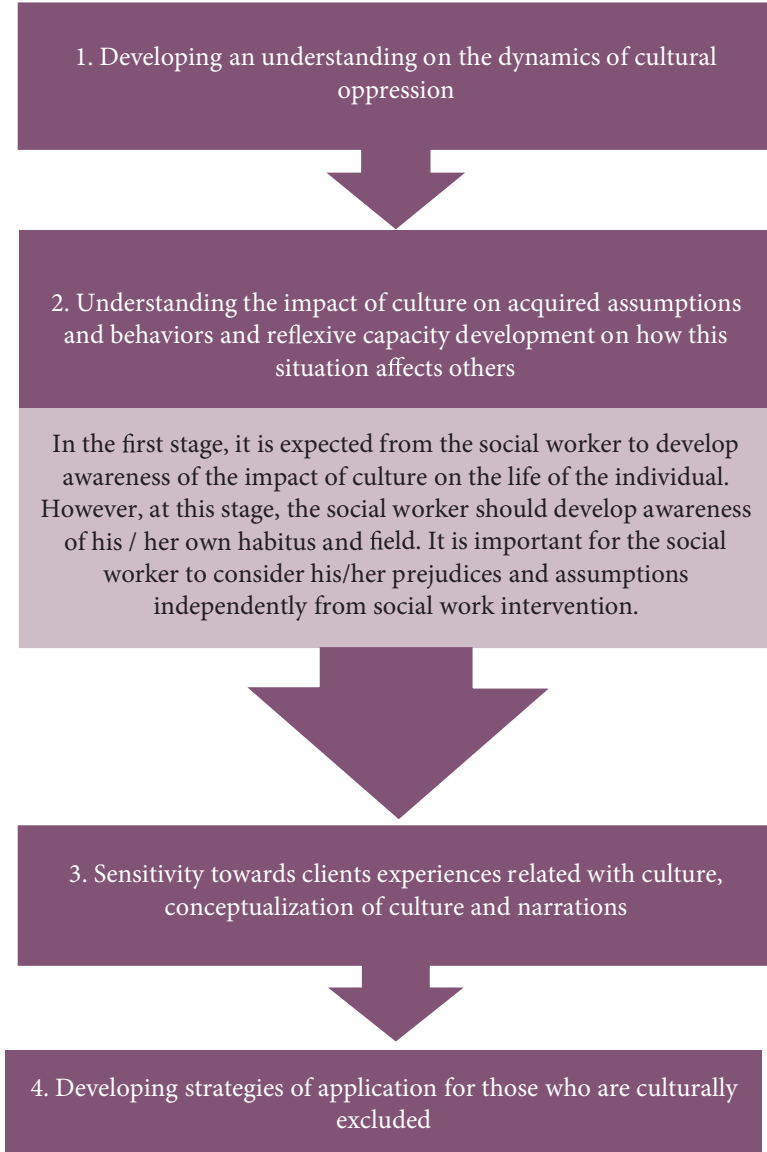 1. Developing an understanding on the dynamics of cultural
oppression
2. Understanding the impact of culture on acquired assumptions
and behaviors and reflexive capacity development on how this
situation affects others
In the first stage, it is expected from the social worker to develop
awareness of the impact of culture on the life of the individual.
However, at this stage, the social worker should develop awareness
of his / her own habitus and field. It is important for the social
worker to consider his/her prejudices and assumptions
independently from social work intervention.
3. Sensitivity towards clients experiences related with culture,
conceptualization of culture and narrations
4. Developing strategies of application for those who are culturally
excluded